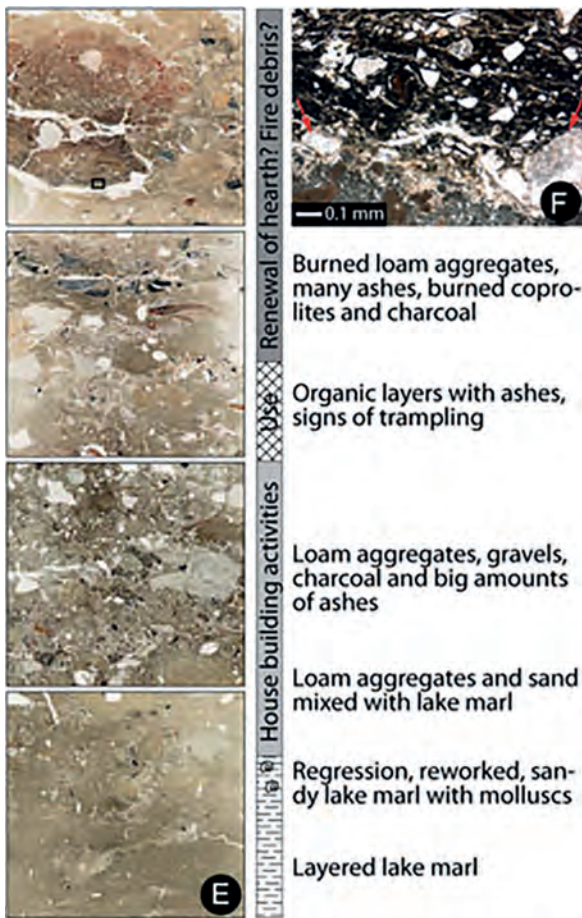 Renewal of hearth? Fire debris?
Use
House building activities
0.1 mm
F
Burned loam aggregates,
many ashes, burned copro-
lites and charcoal
Organic layers with ashes,
signs of trampling
Loam aggregates, gravels,
charcoal and big amounts
of ashes
Loam aggregates and sand
mixed with lake marl
Regression, reworked, san-
dy lake marl with molluscs
Layered lake marl
E